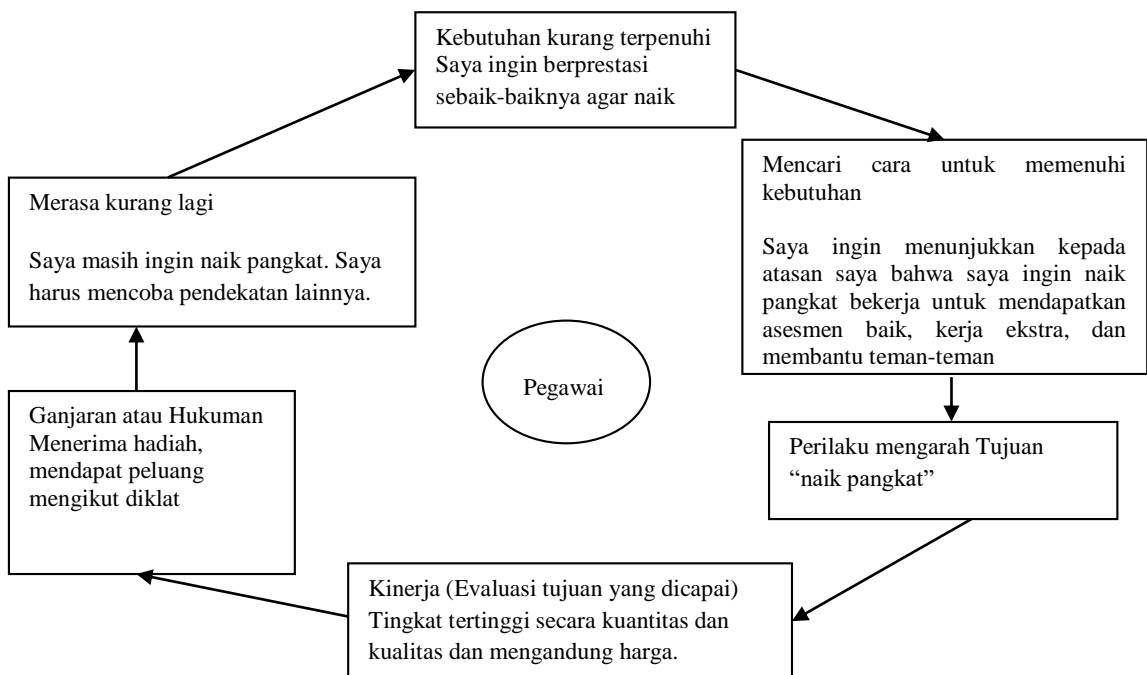 Kebutuhan kurang terpenuhi
Saya ingin berprestasi
sebaik-baiknya agar naik
Mencari cara untuk memenuhi
kebutuhan
Saya ingin menunjukkan kepada
atasan saya bahwa saya ingin naik
pangkat bekerja untuk mendapatkan
asesmen baik, kerja ekstra, dan
membantu teman-teman
Perilaku mengarah Tujuan
“naik pangkat”
Kinerja (Evaluasi tujuan yang dicapai)
Tingkat tertinggi secara kuantitas dan
kualitas dan mengandung harga.
Ganjaran atau Hukuman
Menerima hadiah,
mendapat peluang
mengikut diklat
Merasa kurang lagi
Saya masih ingin naik pangkat. Saya
harus mencoba pendekatan lainnya.
Pegawai